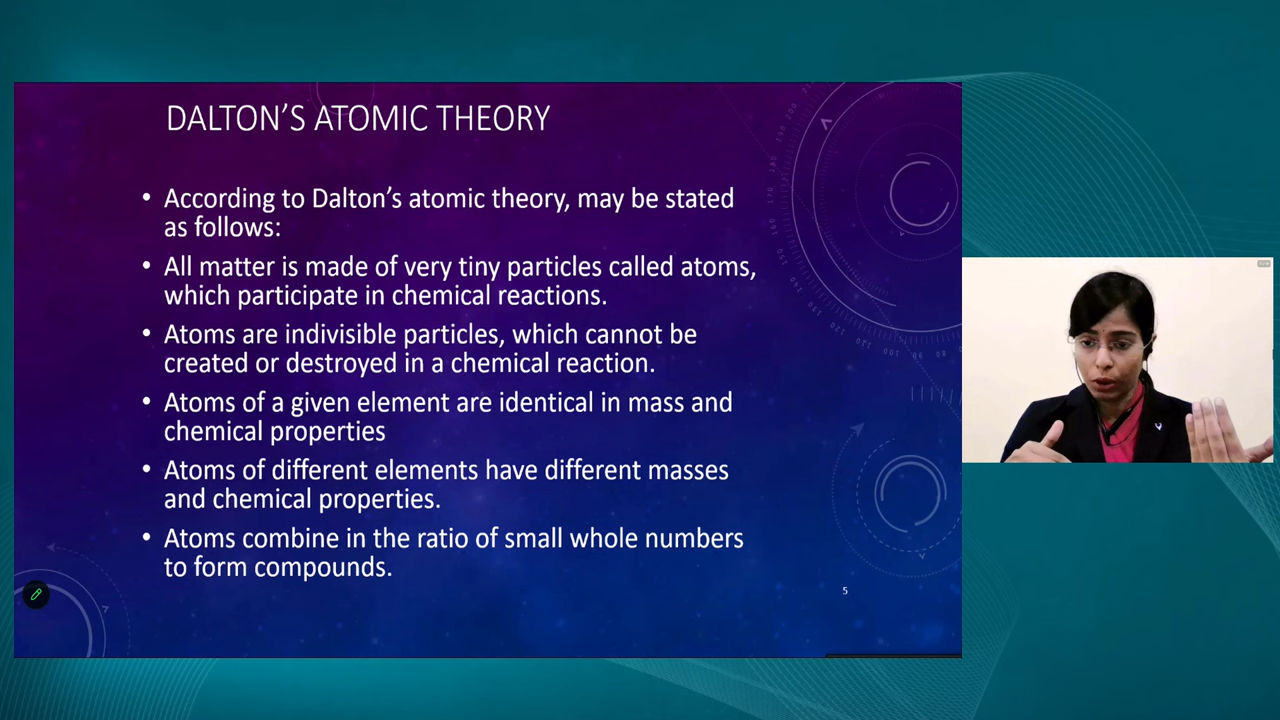 DALTON'S ATOMIC THEORY
• According to Dalton's atomic theory, may be stated
as follows:
• All matter is made of very tiny particles called atoms,
which participate in chemical reactions.
• Atoms are indivisible particles, which cannot be
created or destroyed in a chemical reaction.
• Atoms of a given element are identical in mass and
chemical properties
• Atoms of different elements have different masses
and chemical properties.
• Atoms combine in the ratio of small whole numbers
to form compounds.
5